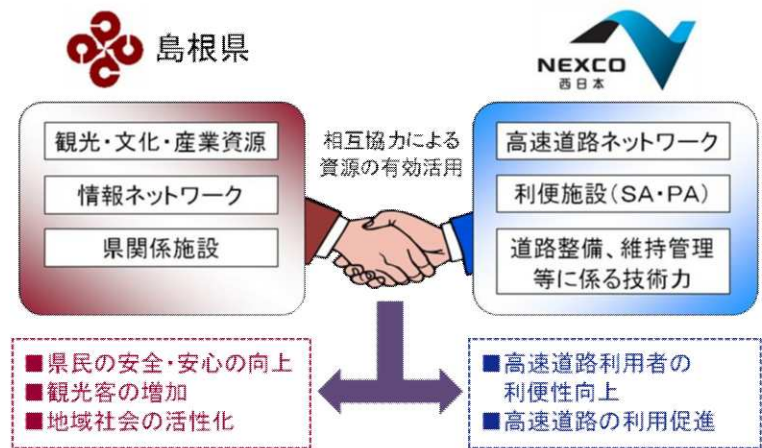 島根県
NEXCO
西日本
観光・文化・産業資源
情報ネットワーク
県関係施設
相互協力による
資源の有効活用
高速道路ネットワーク
利便施設(SA・PA)
道路整備、維持管理
等に係る技術力
■県民の安全・安心の向上
■観光客の増加
■地域社会の活性化
■高速道路利用者の
利便性向上
■高速道路の利用促進